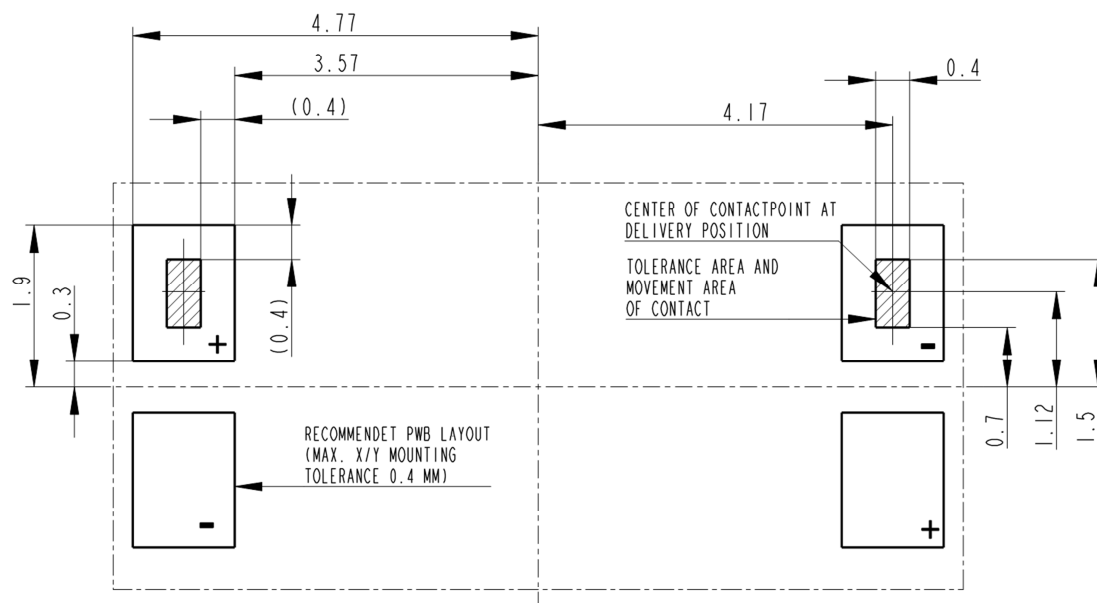 4.77
3.57
(0.4)
0.4
4.17
CENTER OF CONTACTPOINT AT
DELIVERY POSITION
TOLERANCE AREA AND
MOVEMENT AREA
OF CONTACT
1.9
0.3
(0.4)
+
-
0.7
1.12
1.5
RECOMMENDET PWB LAYOUT
(MAX. X/Y MOUNTING
TOLERANCE 0.4 MM)
-
+